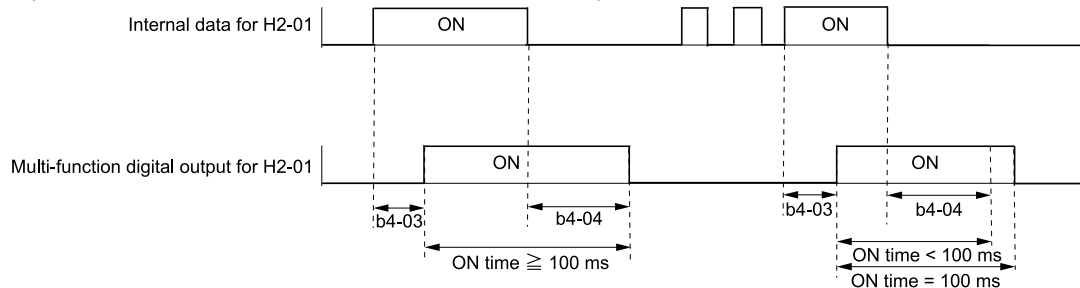 Internal data for H2-01
ON
ON
Multi-function digital output for H2-01
ON
ON
b4-03
b4-04
b4-03
b4-04
ON time ≧ 100 ms
ON time < 100 ms
ON time = 100 ms